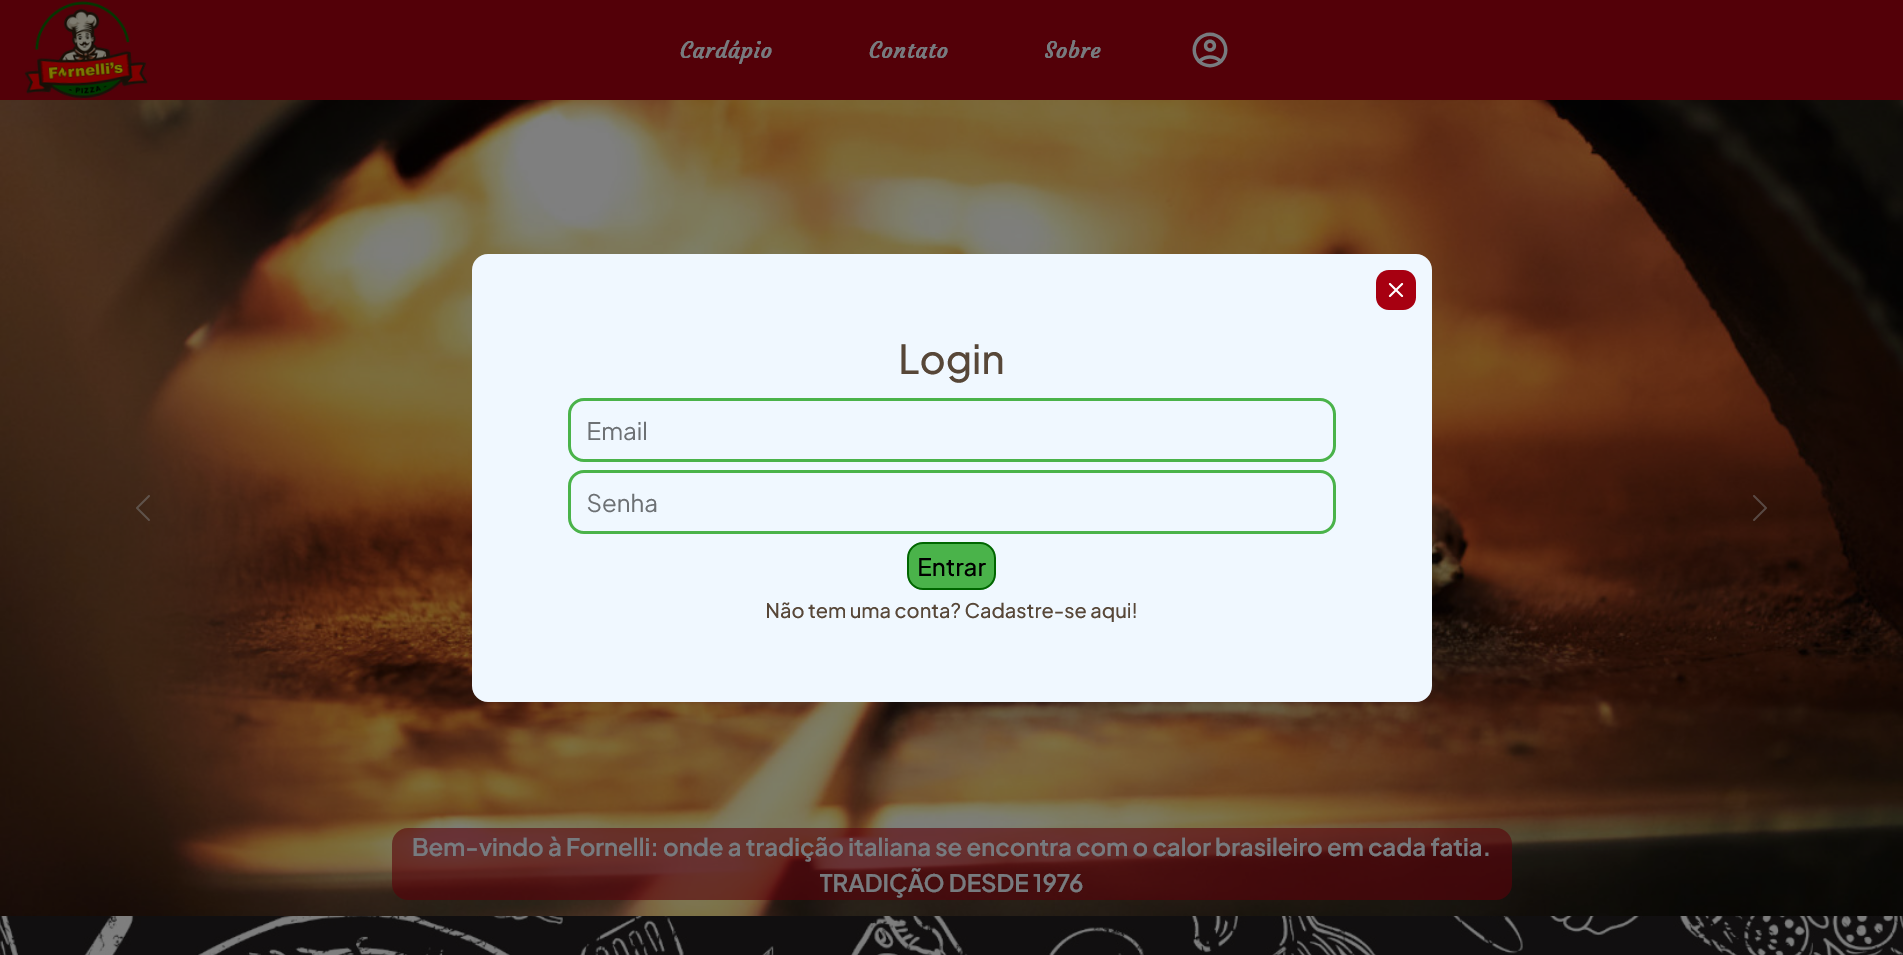 Fornelli's
PIZZA
Cardápio
Contato
Sobre
Login
Email
Senha
Entrar
Não tem uma conta? Cadastre-se aqui!
Bem-vindo à Fornelli: onde a tradição italiana se encontra com o calor brasileiro em cada fatia.
TRADIÇÃO DESDE 1976